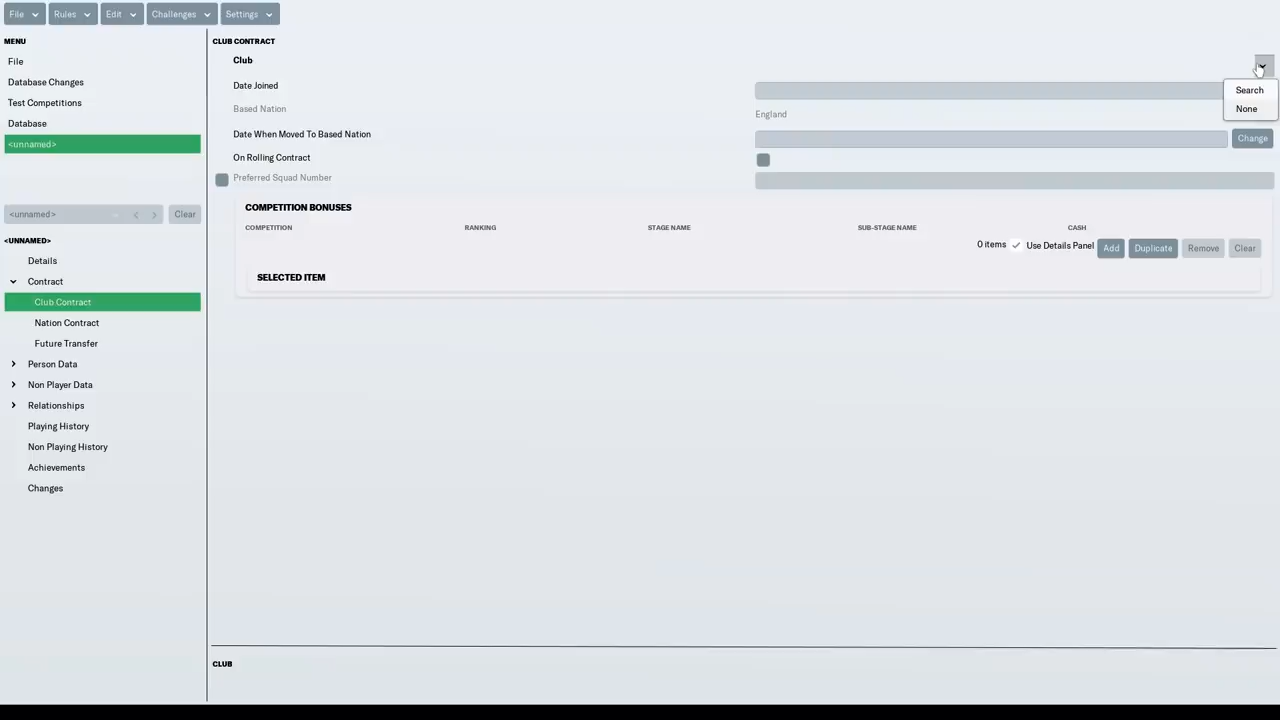 File Rules Edit Challenges Settings
MENU
File
Database Changes
Test Competitions
Database
<unnamed>
<unnamed> Clear
<UNNAMED>
Details
Contract
Club Contract
Nation Contract
Future Transfer
Person Data
Non Player Data
Relationships
Playing History
Non Playing History
Achievements
Changes
CLUB CONTRACT
Club
Search
None
Date Joined
Based Nation England
Date When Moved To Based Nation Change
On Rolling Contract
Preferred Squad Number
COMPETITION BONUSES
COMPETITION RANKING STAGE NAME SUB-STAGE NAME CASH
0 items Use Details Panel Add Duplicate Remove Clear
SELECTED ITEM
CLUB